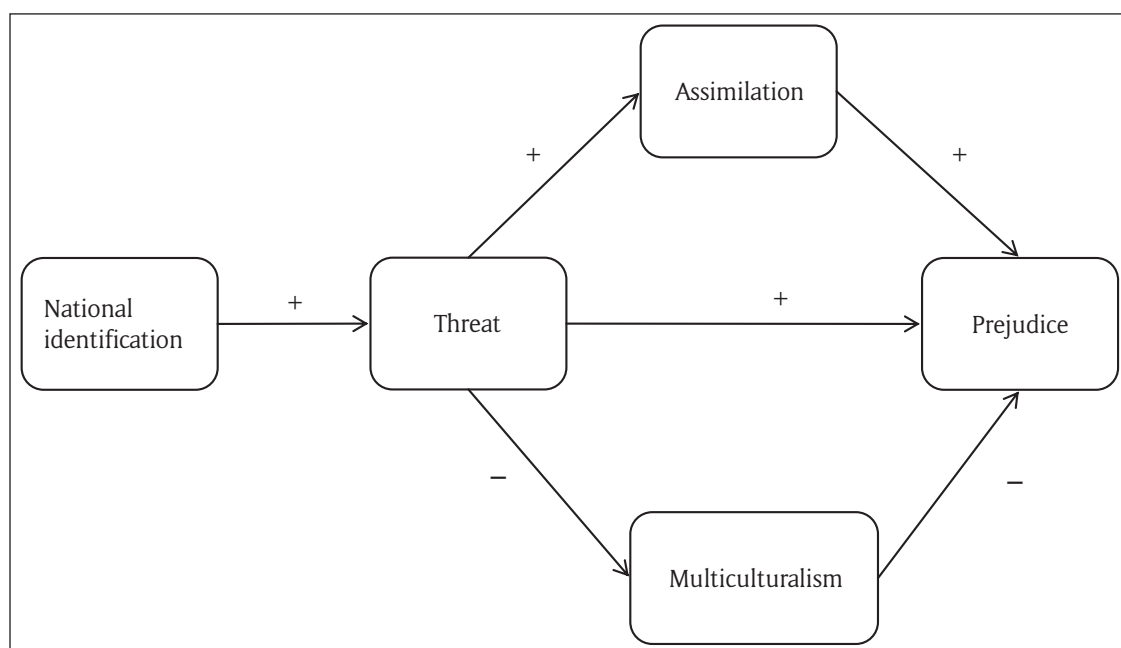 Assimilation
+
+
National
identification
+
Threat
+
Prejudice
–
–
Multiculturalism